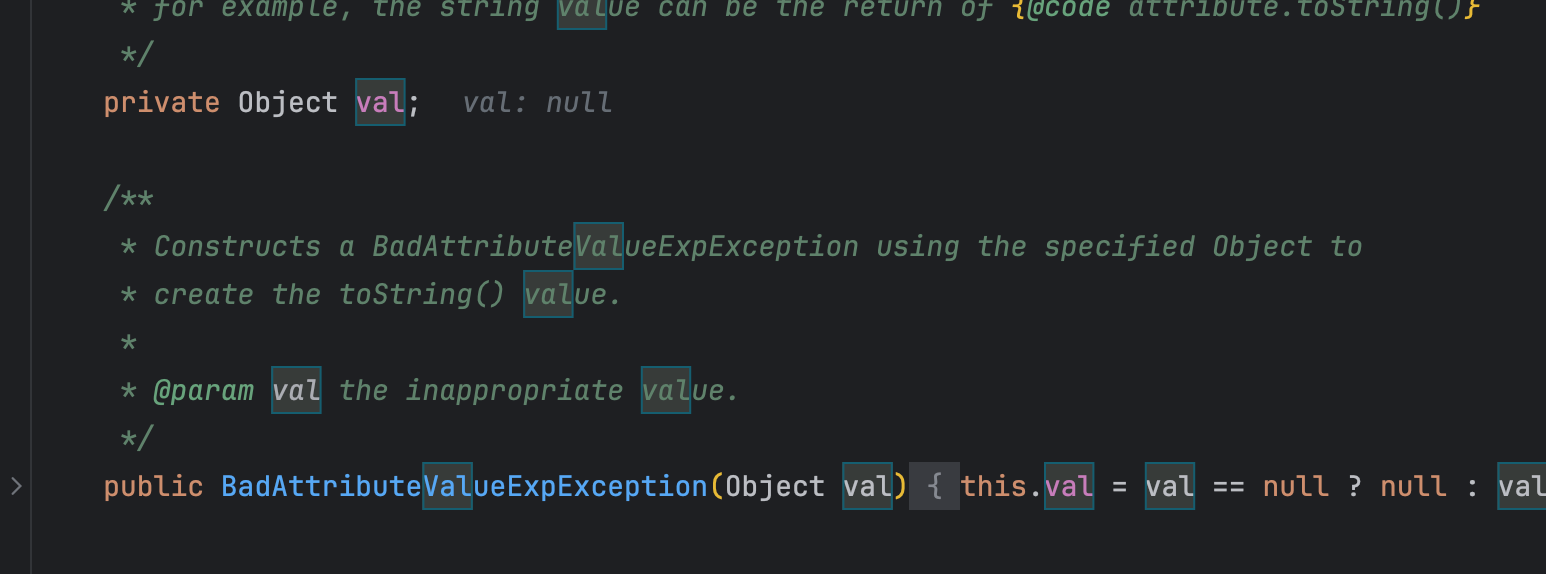 * for example, the string value can be the return of {@code attribute.toString()}
*/
private Object val; val: null
/**
* Constructs a BadAttributeValueExpException using the specified Object to
* create the toString() value.
*
* @param val the inappropriate value.
*/
public BadAttributeValueExpException(Object val) { this.val = val == null ? null : val